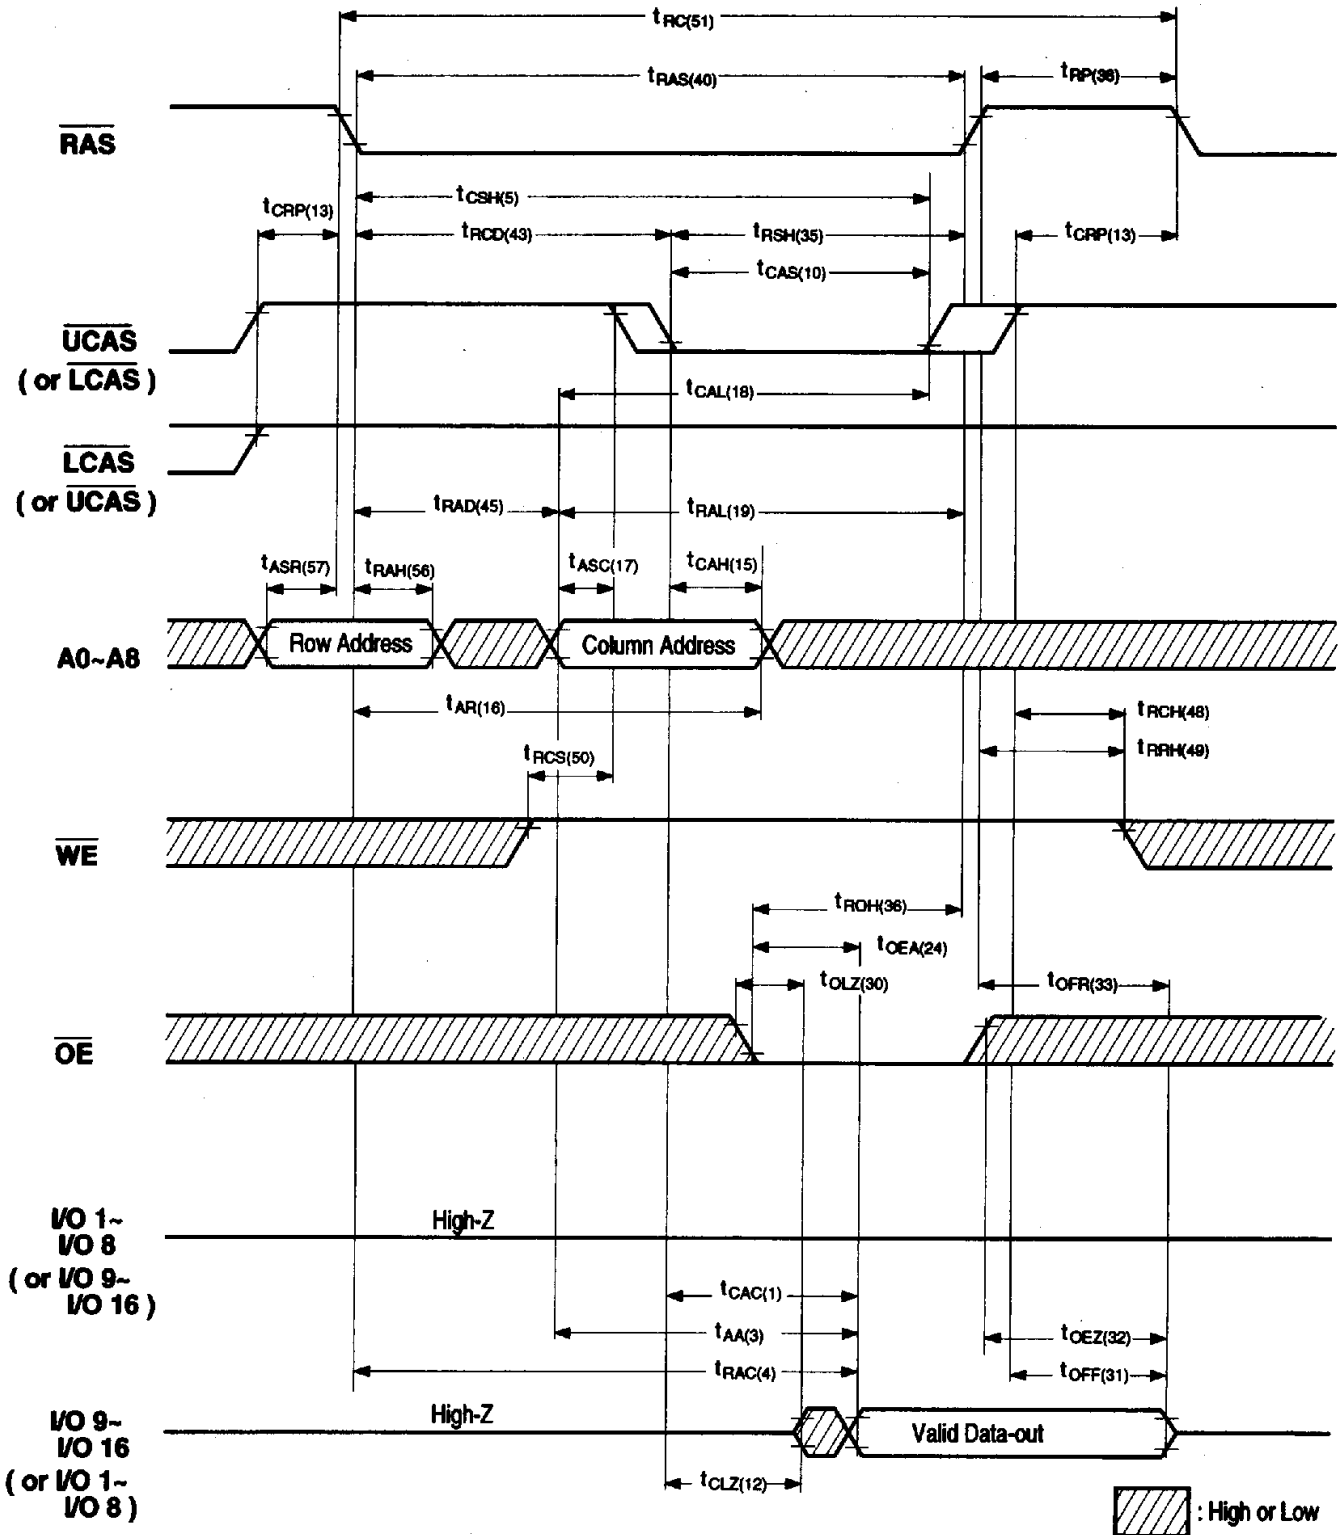 tRC(51)
tRAS(40)
tRP(38)
RAS
tCSH(5)
tCRP(13)
tRCD(43)
tRSH(35)
tCRP(13)
tCAS(10)
UCAS
( or LCAS )
tCAL(18)
LCAS
( or UCAS )
tRAD(45)
tRAL(19)
tASR(57)
tRAH(56)
tASC(17)
tCAH(15)
A0~A8
Row Address
Column Address
tAR(16)
tRCH(48)
tRCS(50)
tRRH(49)
WE
tROH(36)
tOEA(24)
tOLZ(30)
tOFR(33)
OE
I/O 1~
I/O 8
( or I/O 9~
I/O 16 )
High-Z
tCAC(1)
tAA(3)
tOEZ(32)
tRAC(4)
tOFF(31)
I/O 9~
I/O 16
( or I/O 1~
I/O 8 )
High-Z
Valid Data-out
tCLZ(12)
: High or Low